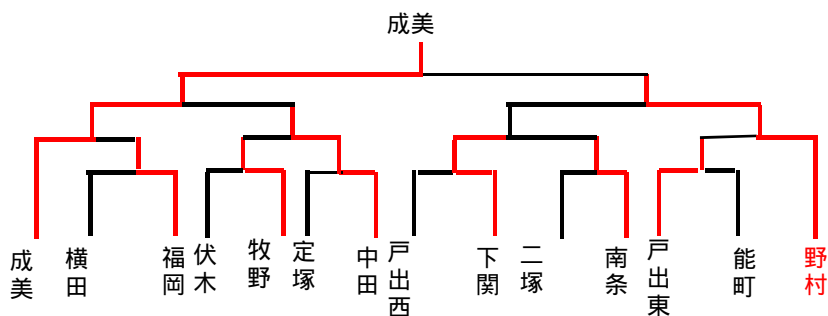 成美
成美
横田
福岡
伏木
牧野
定塚
中田
戸出西
下関
二塚
南条
戸出東
能町
野村